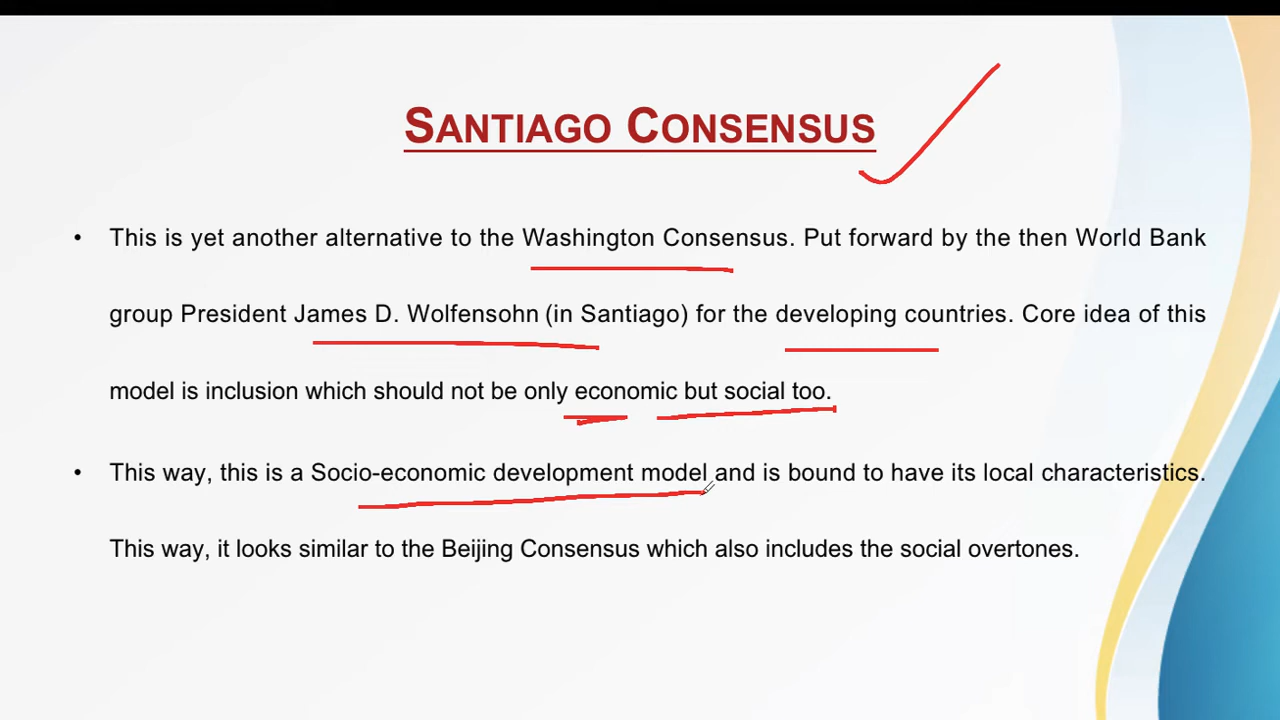 SANTIAGO CONSENSUS
• This is yet another alternative to the Washington Consensus. Put forward by the then World Bank
group President James D. Wolfensohn (in Santiago) for the developing countries. Core idea of this
model is inclusion which should not be only economic but social too.
• This way, this is a Socio-economic development model and is bound to have its local characteristics.
This way, it looks similar to the Beijing Consensus which also includes the social overtones.